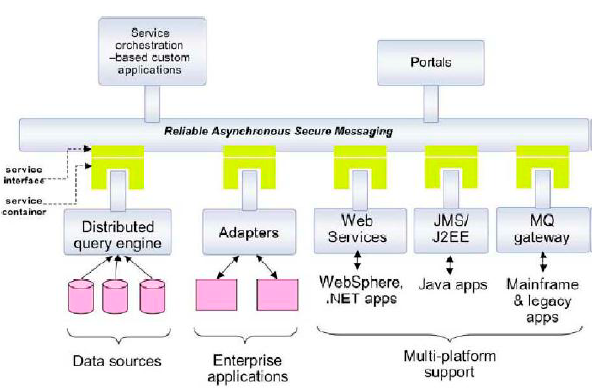 Service
orchestration
–based custom
applications
Portals
Reliable Asynchronous Secure Messaging
service
interface
service
container
Distributed
query engine
Adapters
Web
Services
JMS/
J2EE
MQ
gateway
WebSphere,
.NET apps
Java apps
Mainframe
& legacy
apps
Data sources
Enterprise
applications
Multi-platform
support